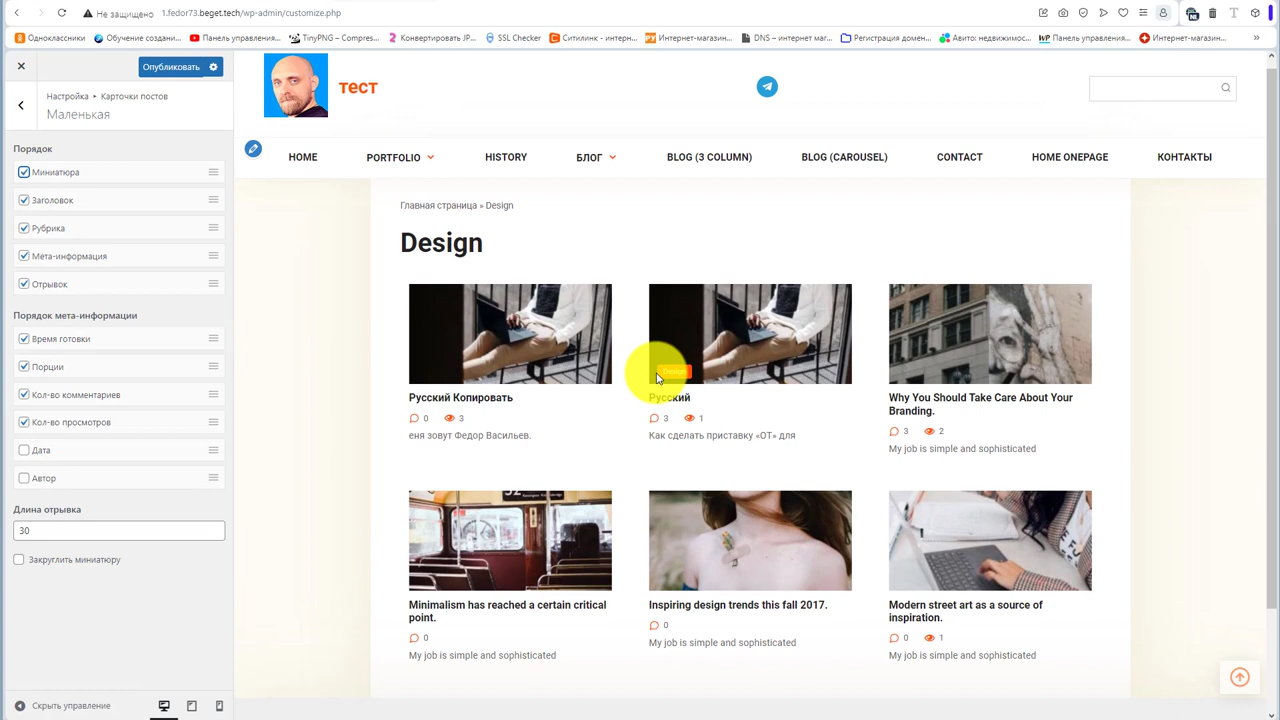 Не защищено 1.fedor73.beget.tech/wp-admin/customize.php
Одноклассники Обучение создани... Панель управления... TinyPNG – Compres... Конвертировать JP... SSL Checker Ситилинк – интерн... Интернет-магазин... DNS – интернет маг... Регистрация домен... Авито: недвижимос... Панель управления... Интернет-магазин... »
Опубликовать
Настройка ▸ Карточки постов
Маленькая
Порядок
Миниатюра
Заголовок
Рубрика
Мета-информация
Отрывок
Порядок мета-информации
Время готовки
Порции
Кол-во комментариев
Кол-во просмотров
Дата
Автор
Длина отрывка
30
Закруглить миниатюру
Скрыть управление
тест
HOME PORTFOLIO HISTORY БЛОГ BLOG (3 COLUMN) BLOG (CAROUSEL) CONTACT HOME ONEPAGE КОНТАКТЫ
Главная страница » Design
Design
Русский Копировать
0 3
еня зовут Федор Васильев.
Design
Русский
3 1
Как сделать приставку «ОТ» для
Why You Should Take Care About Your
Branding.
3 2
My job is simple and sophisticated
Minimalism has reached a certain critical
point.
0
My job is simple and sophisticated
Inspiring design trends this fall 2017.
0
My job is simple and sophisticated
Modern street art as a source of
inspiration.
0 1
My job is simple and sophisticated